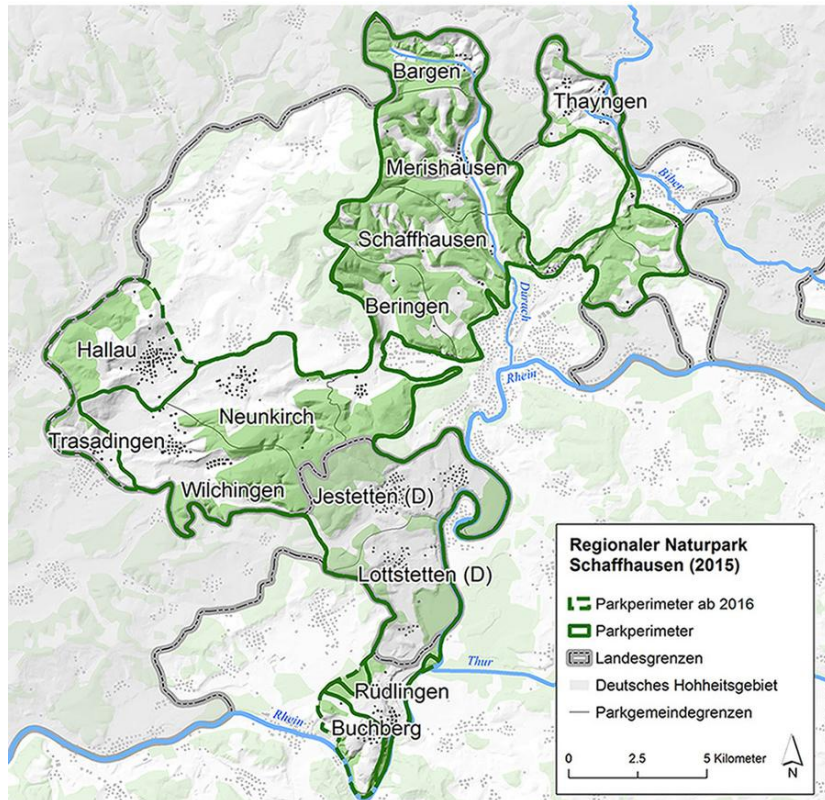 Bargen
Thayngen
Merishausen
Biber
Schaffhausen
Durach
Beringen
Hallau
Rhein
Neunkirch
Trasadingen
Wilchingen
Jestetten (D)
Lottstetten (D)
Thur
Rüdlingen
Rhein
Buchberg
Regionaler Naturpark
Schaffhausen (2015)
Parkperimeter ab 2016
Parkperimeter
Landesgrenzen
Deutsches Hohheitsgebiet
Parkgemeindegrenzen
0 2.5 5 Kilometer
N